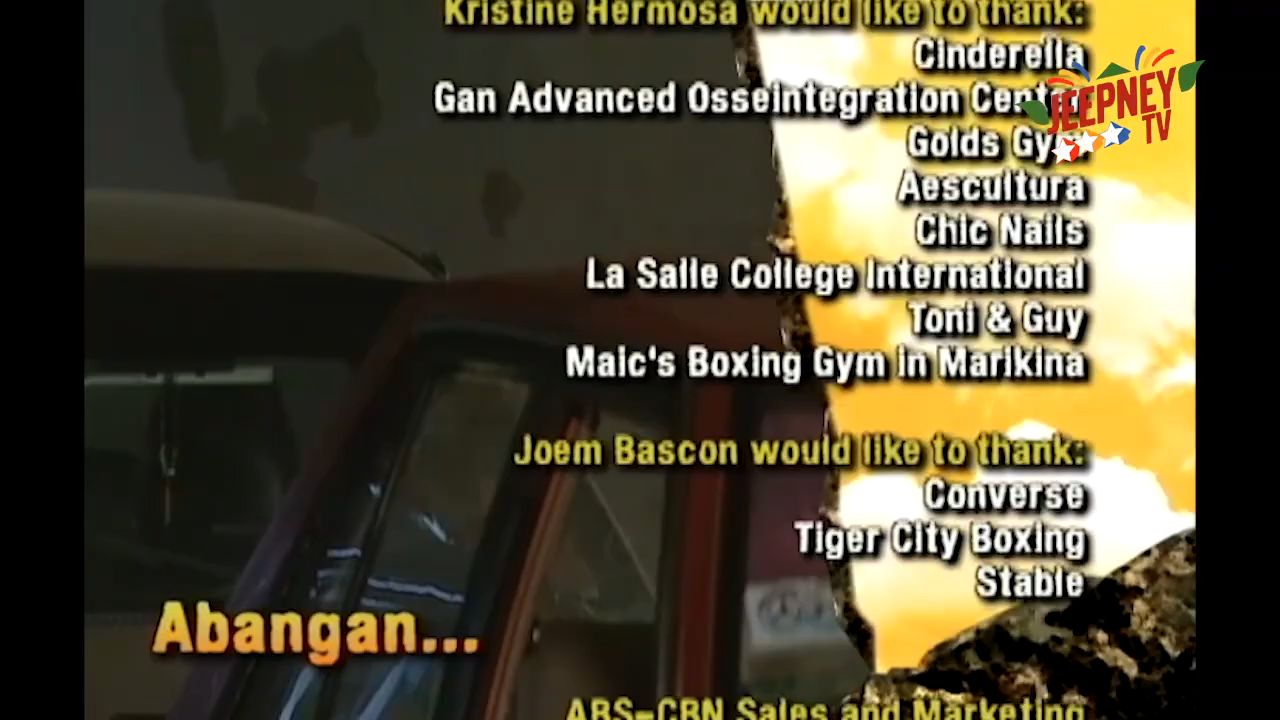 Kristine Hermosa would like to thank:
Cinderella
Gan Advanced Osseintegration Center
Golds Gym
Aescultura
Chic Nails
La Salle College International
Toni & Guy
Maic's Boxing Gym in Marikina
Joem Bascon would like to thank:
Converse
Tiger City Boxing
Stable
Abangan...
ABS-CBN Sales and Marketing
JEEPNEY
TV